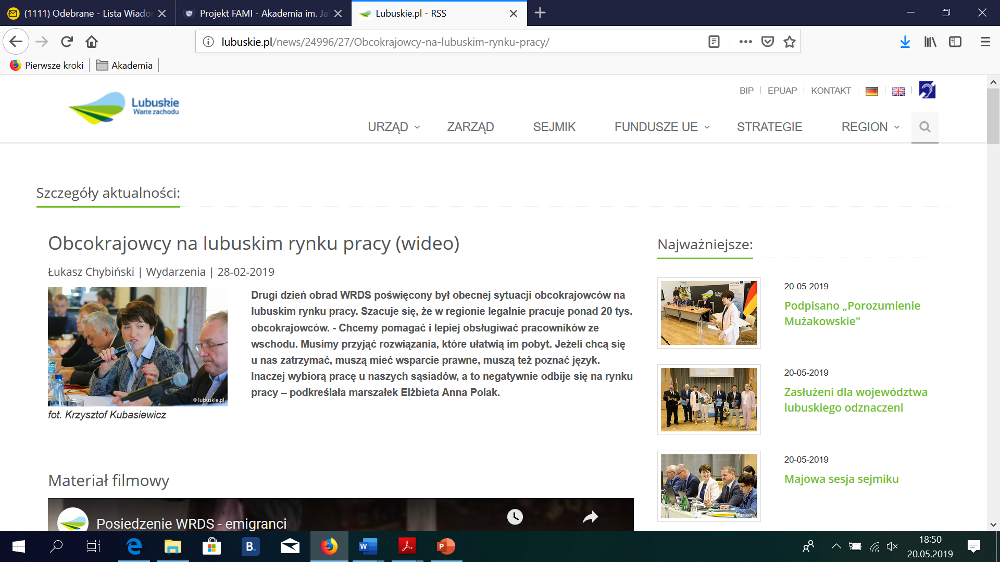 (1111) Odebrane - Lista Wiador
Projekt FAMI - Akademia im. Jak
Lubuskie.pl - RSS
lubuskie.pl/news/24996/27/Obcokrajowcy-na-lubuskim-rynku-pracy/
Pierwsze kroki
Akademia
Lubuskie
Warte zachodu
BIP
EPUAP
KONTAKT
URZĄD
ZARZĄD
SEJMIK
FUNDUSZE UE
STRATEGIE
REGION
Szczegóły aktualności:
Obcokrajowcy na lubuskim rynku pracy (wideo)
Łukasz Chybiński | Wydarzenia | 28-02-2019
© lubuskie.pl
fot. Krzysztof Kubasiewicz
Drugi dzień obrad WRDS poświęcony był obecnej sytuacji obcokrajowców na
lubuskim rynku pracy. Szacuje się, że w regionie legalnie pracuje ponad 20 tys.
obcokrajowców. - Chcemy pomagać i lepiej obsługiwać pracowników ze
wschodu. Musimy przyjąć rozwiązania, które ułatwią im pobyt. Jeżeli chcą się
u nas zatrzymać, muszą mieć wsparcie prawne, muszą też poznać język.
Inaczej wybiorą pracę u naszych sąsiadów, a to negatywnie odbije się na rynku
pracy – podkreślała marszałek Elżbieta Anna Polak.
Materiał filmowy
Posiedzenie WRDS - emigranci
Najważniejsze:
20-05-2019
Podpisano „Porozumienie
Mużakowskie"
20-05-2019
Zasłużeni dla województwa
lubuskiego odznaczeni
20-05-2019
Majowa sesja sejmiku
B.
W
P
18:50
20.05.2019